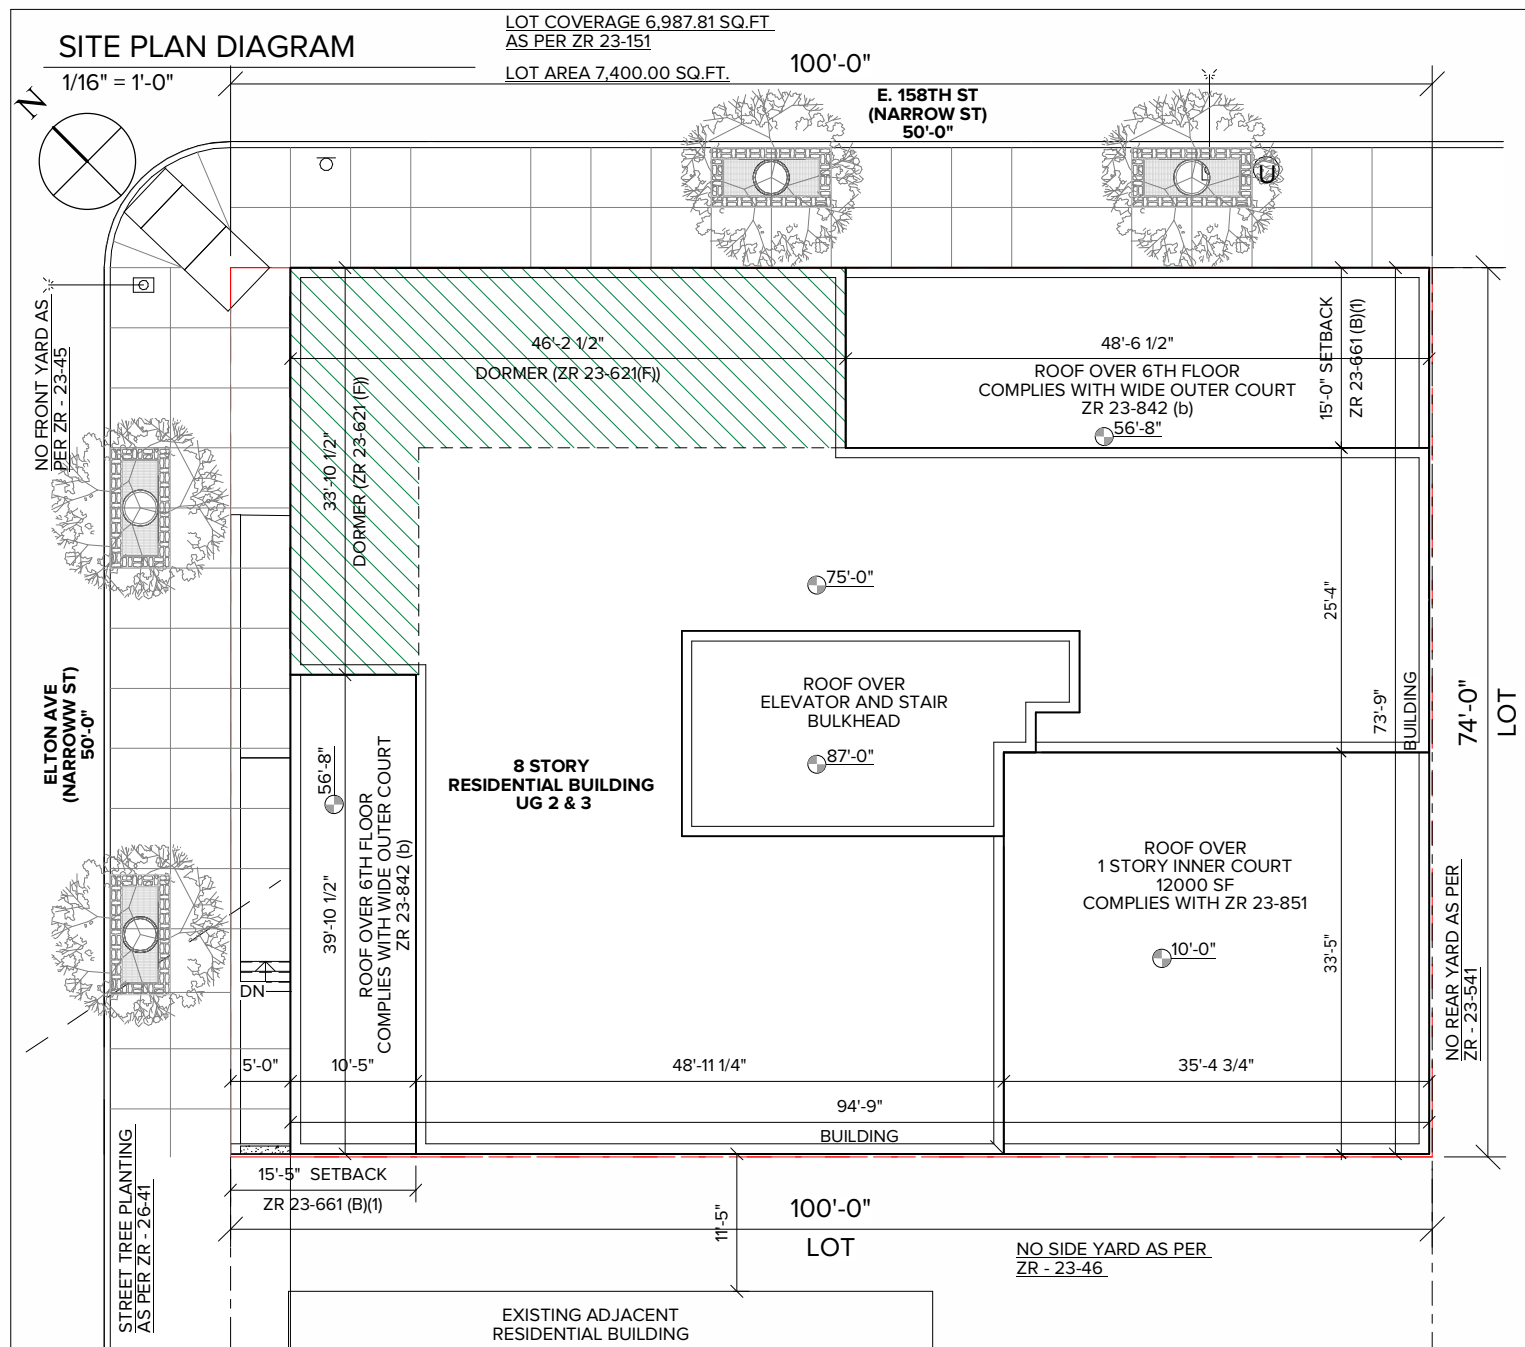 SITE PLAN DIAGRAM
1/16" = 1'-0"
N
LOT COVERAGE 6,987.81 SQ.FT
AS PER ZR 23-151
LOT AREA 7,400.00 SQ.FT.
100'-0"
E. 158TH ST
(NARROW ST)
50'-0"
U
NO FRONT YARD AS
PER ZR - 23-45
46'-2 1/2"
DORMER (ZR 23-621(F))
33'-10 1/2"
DORMER (ZR 23-621 (F))
48'-6 1/2"
ROOF OVER 6TH FLOOR
COMPLIES WITH WIDE OUTER COURT
ZR 23-842 (b)
56'-8"
15'-0" SETBACK
ZR 23-661 (B)(1)
75'-0"
25'-4"
ELTON AVE
(NARROWW ST)
50'-0"
ROOF OVER
ELEVATOR AND STAIR
BULKHEAD
87'-0"
73'-9"
BUILDING
74'-0"
LOT
8 STORY
RESIDENTIAL BUILDING
UG 2 & 3
56'-8"
39'-10 1/2"
ROOF OVER 6TH FLOOR
COMPLIES WITH WIDE OUTER COURT
ZR 23-842 (b)
ROOF OVER
1 STORY INNER COURT
12000 SF
COMPLIES WITH ZR 23-851
10'-0"
33'-5"
NO REAR YARD AS PER
ZR - 23-541
DN
5'-0"
10'-5"
48'-11 1/4"
35'-4 3/4"
94'-9"
BUILDING
15'-5" SETBACK
ZR 23-661 (B)(1)
STREET TREE PLANTING
AS PER ZR - 26-41
11'-5"
100'-0"
LOT
NO SIDE YARD AS PER
ZR - 23-46
EXISTING ADJACENT
RESIDENTIAL BUILDING